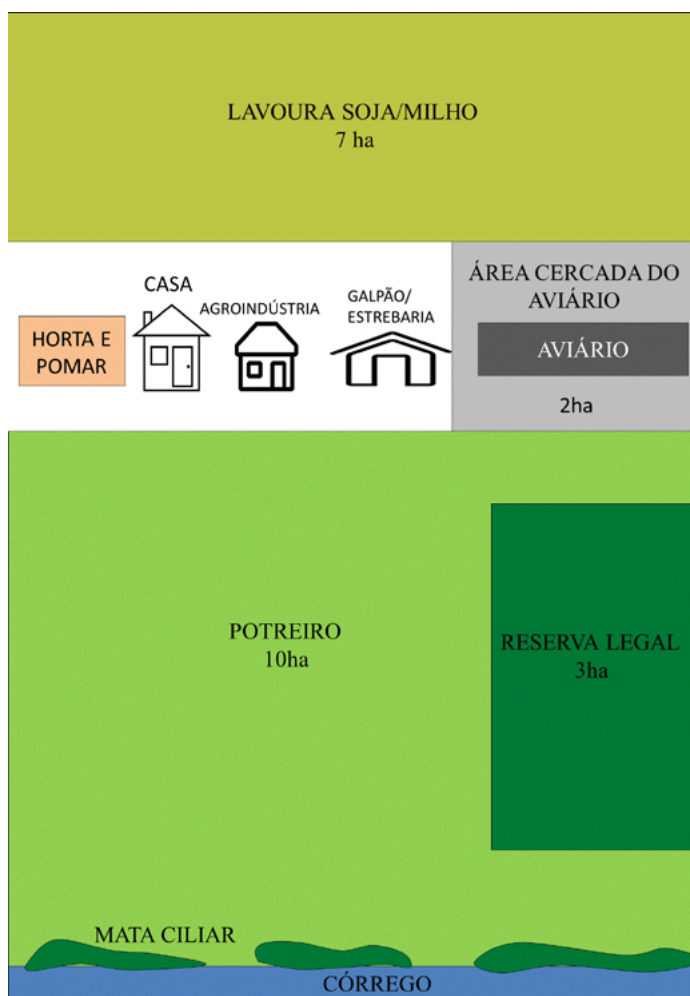 LAVOURA SOJA/MILHO
7 ha
CASA
AGROINDÚSTRIA
GALPÃO/
ESTREBARIA
HORTA E
POMAR
ÁREA CERCADA DO
AVIÁRIO
AVIÁRIO
2ha
POTREIRO
10ha
RESERVA LEGAL
3ha
MATA CILIAR
CÓRREGO